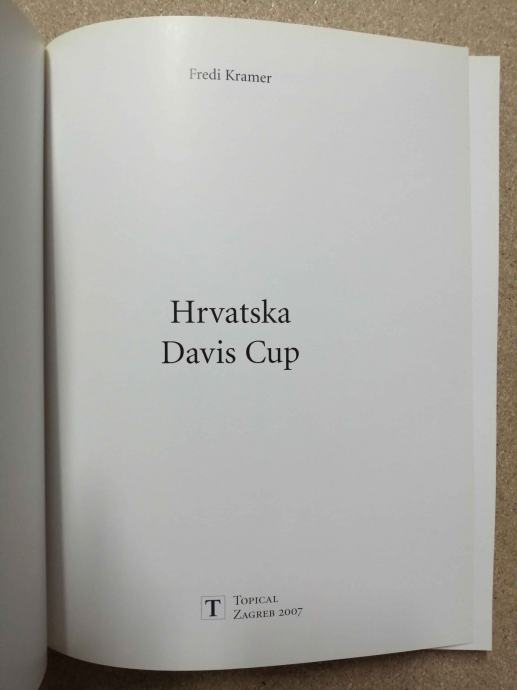 Fredi Kramer
Hrvatska
Davis Cup
T
Topical
Zagreb 2007